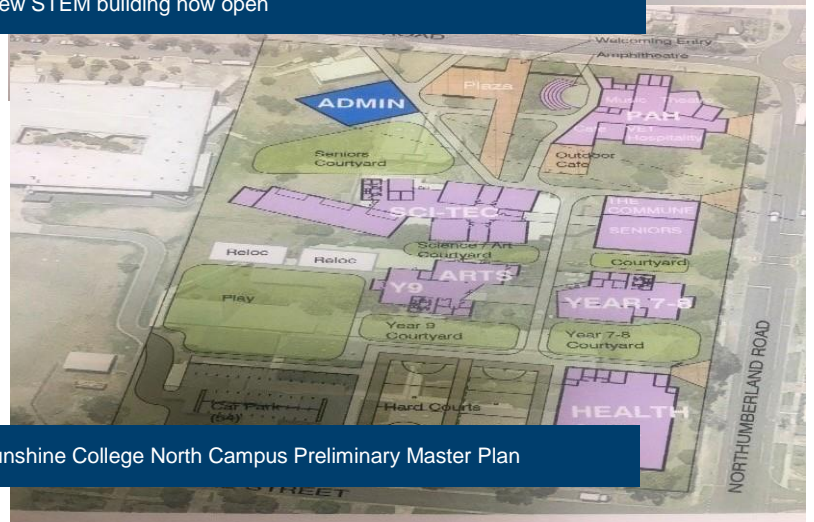 ew STEM building now open
ROAD
Welcoming Entry
Amphitheatre
Plaza
ADMIN
Music Theatr
PAH
Cafe VET
Hospitality
Seniors
Courtyard
Outdoor
Cafe
SCI-TEC
THE
COMMUNE
SENIORS
Science / Art
Courtyard
Reloc
Reloc
Courtyard
ARTS
Y9
Play
YEAR 7-8
Year 9
Courtyard
Year 7-8
Courtyard
Car Park
(54)
Hard Courts
HEALTH
NORTHUMBERLAND ROAD
unshine College North Campus Preliminary Master Plan
STREET